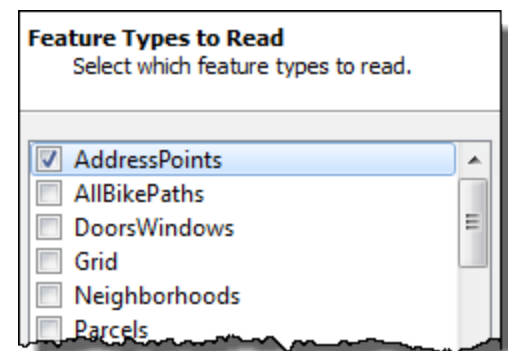 Feature Types to Read
Select which feature types to read.
AddressPoints
AllBikePaths
DoorsWindows
Grid
Neighborhoods
Parcels